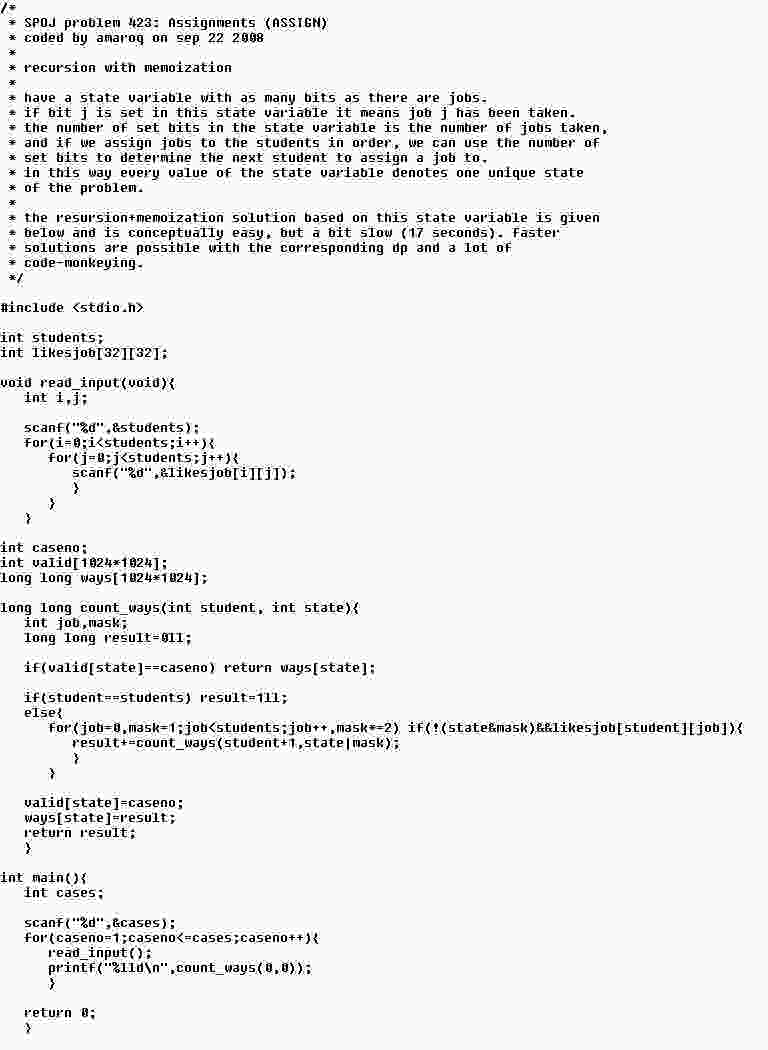 /*
 * SPOJ problem 423: Assignments (ASSIGN)
 * coded by amaroq on sep 22 2008
 *
 * recursion with memoization
 *
 * have a state variable with as many bits as there are jobs.
 * if bit j is set in this state variable it means job j has been taken.
 * the number of set bits in the state variable is the number of jobs taken,
 * and if we assign jobs to the students in order, we can use the number of
 * set bits to determine the next student to assign a job to.
 * in this way every value of the state variable denotes one unique state
 * of the problem.
 *
 * the resursion+memoization solution based on this state variable is given
 * below and is conceptually easy, but a bit slow (17 seconds). faster
 * solutions are possible with the corresponding dp and a lot of
 * code-monkeying.
 */

#include <stdio.h>

int students;
int likesjob[32][32];

void read_input(void){
   int i,j;

   scanf("%d",&students);
   for(i=0;i<students;i++){
      for(j=0;j<students;j++){
         scanf("%d",&likesjob[i][j]);
         }
      }
   }

int caseno;
int valid[1024*1024];
long long ways[1024*1024];

long long count_ways(int student, int state){
   int job,mask;
   long long result=0ll;

   if(valid[state]==caseno) return ways[state];

   if(student==students) result=1ll;
   else{
      for(job=0,mask=1;job<students;job++,mask*=2) if(!(state&mask)&&likesjob[student][job]){
         result+=count_ways(student+1,state|mask);
         }
      }

   valid[state]=caseno;
   ways[state]=result;
   return result;
   }

int main(){
   int cases;

   scanf("%d",&cases);
   for(caseno=1;caseno<=cases;caseno++){
      read_input();
      printf("%lld\n",count_ways(0,0));
      }

   return 0;
   }